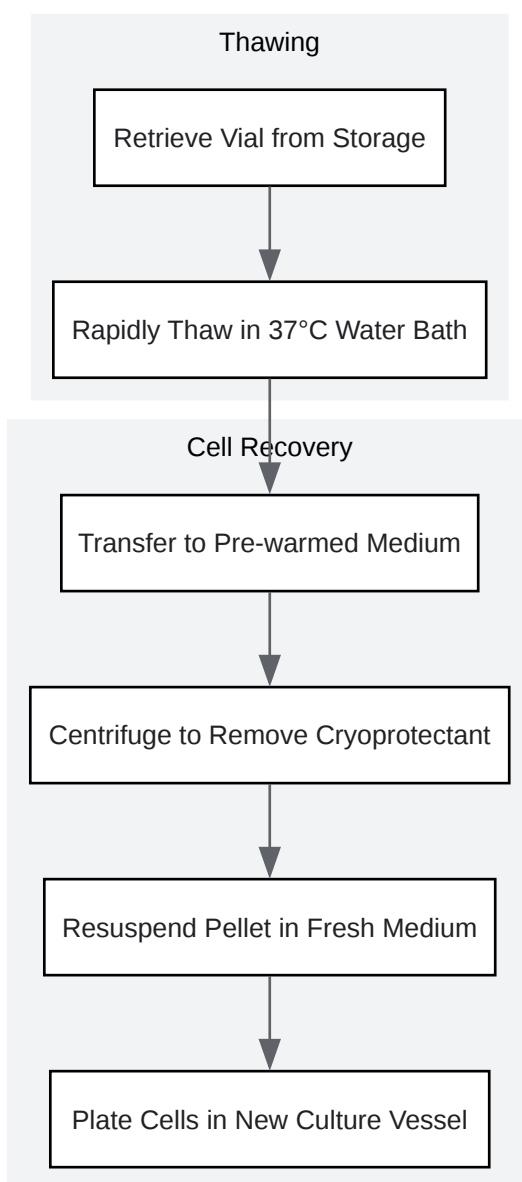 Thawing
Retrieve Vial from Storage
Rapidly Thaw in 37°C Water Bath
Cell Recovery
Transfer to Pre-warmed Medium
Centrifuge to Remove Cryoprotectant
Resuspend Pellet in Fresh Medium
Plate Cells in New Culture Vessel